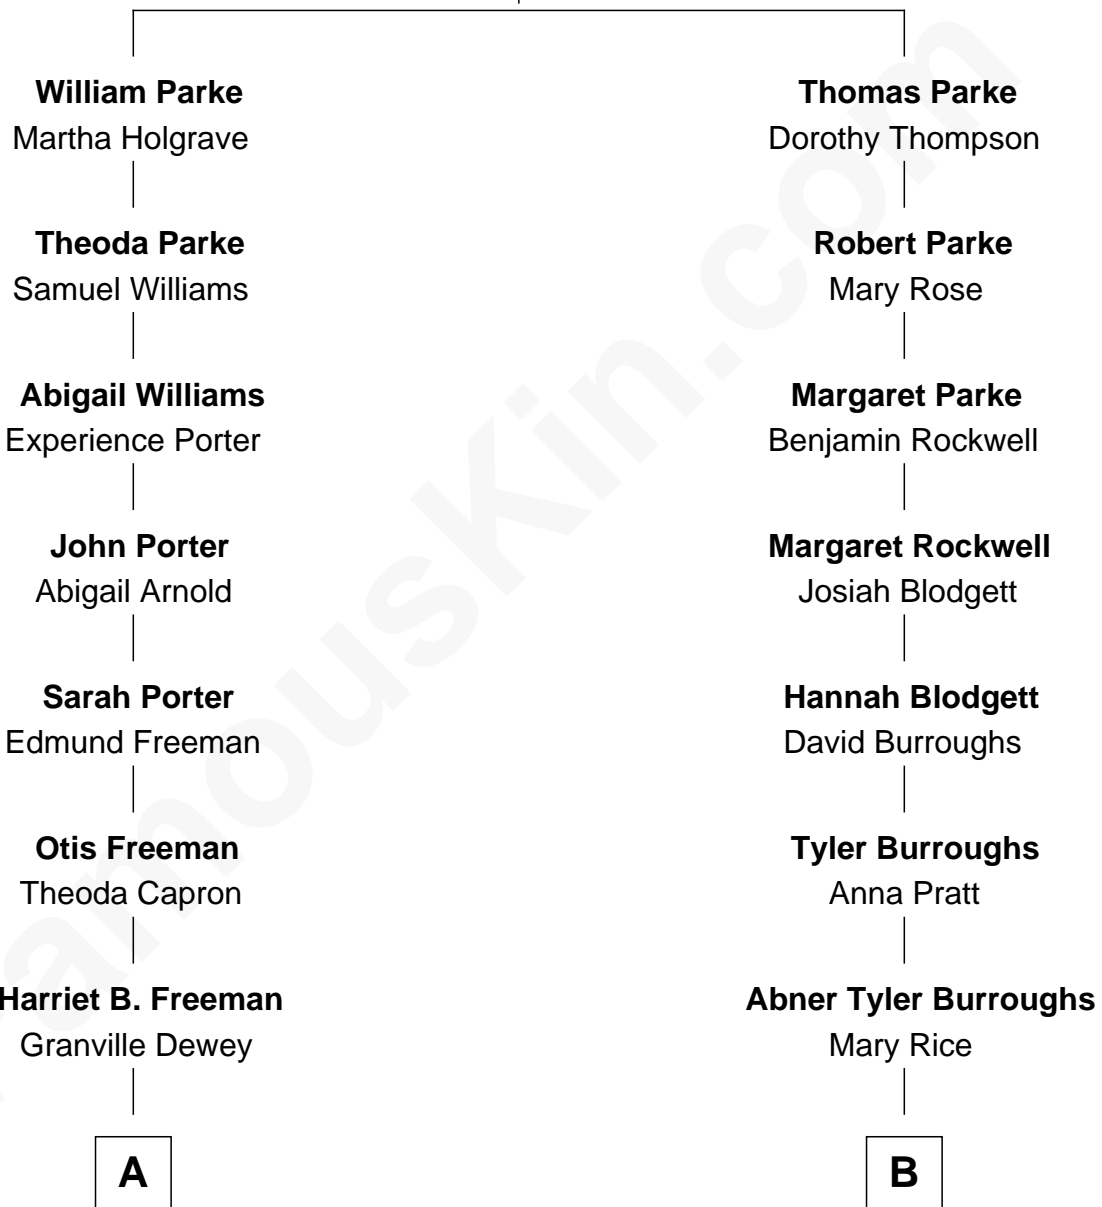 William Parke
Martha Holgrave
Theoda Parke
Samuel Williams
Abigail Williams
Experience Porter
John Porter
Abigail Arnold
Sarah Porter
Edmund Freeman
Otis Freeman
Theoda Capron
Harriet B. Freeman
Granville Dewey
A
Thomas Parke
Dorothy Thompson
Robert Parke
Mary Rose
Margaret Parke
Benjamin Rockwell
Margaret Rockwell
Josiah Blodgett
Hannah Blodgett
David Burroughs
Tyler Burroughs
Anna Pratt
Abner Tyler Burroughs
Mary Rice
B
FamousKin.com